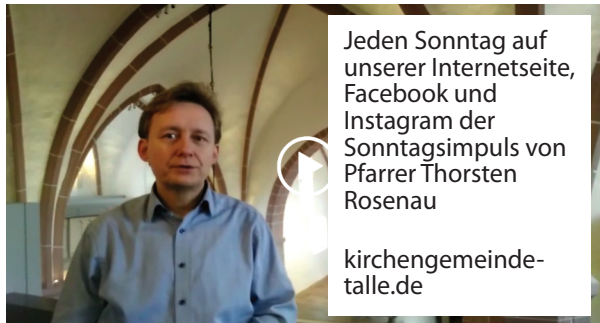 Jeden Sonntag auf
unserer Internetseite,
Facebook und
Instagram der
Sonntagsimpuls von
Pfarrer Thorsten
Rosenau
kirchengemeinde-
talle.de